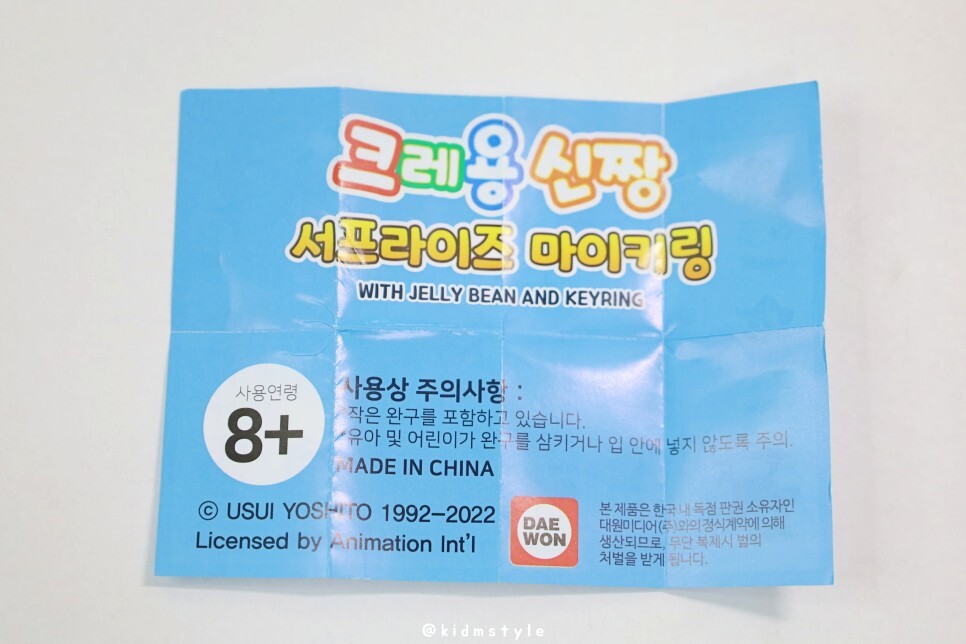 크레용 신짱
서프라이즈 마이키링
WITH JELLY BEAN AND KEYRING
사용연령
8+
사용상 주의사항 :
*작은 완구를 포함하고 있습니다.
*유아 및 어린이가 완구를 삼키거나 입 안에 넣지 않도록 주의.
MADE IN CHINA
ⓒ USUI YOSHITO 1992-2022
Licensed by Animation Int'l
DAE
WON
본 제품은 한국 내 독점 판권 소유자인
대원미디어(주)와의 정식계약에 의해
생산되므로, 무단 복제시 법의
처벌을 받게 됩니다.
@kidmstyle